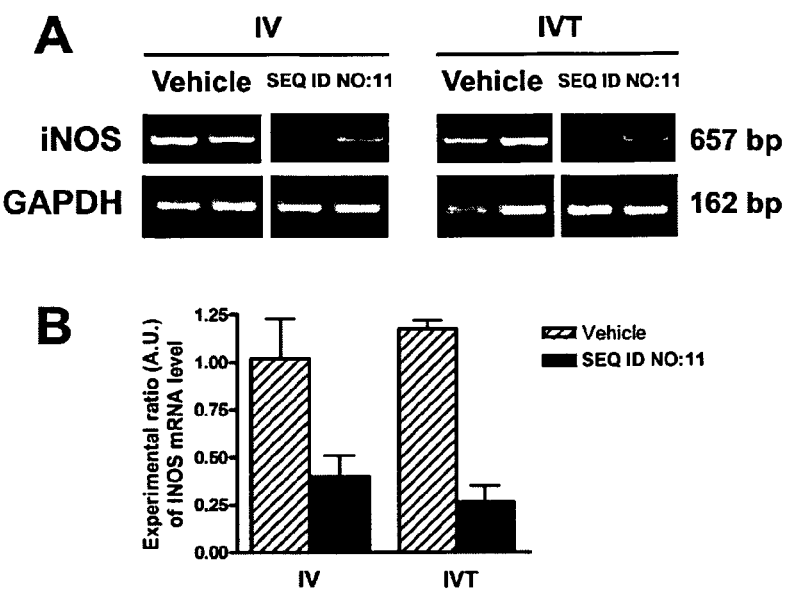 A
IV
IVT
Vehicle SEQ ID NO:11
Vehicle SEQ ID NO:11
iNOS
657 bp
GAPDH
162 bp
B
Experimental ratio (A.U.)
of INOS mRNA level
1.25
1.00
0.75
0.50
0.25
0.00
Vehicle
SEQ ID NO:11
IV
IVT